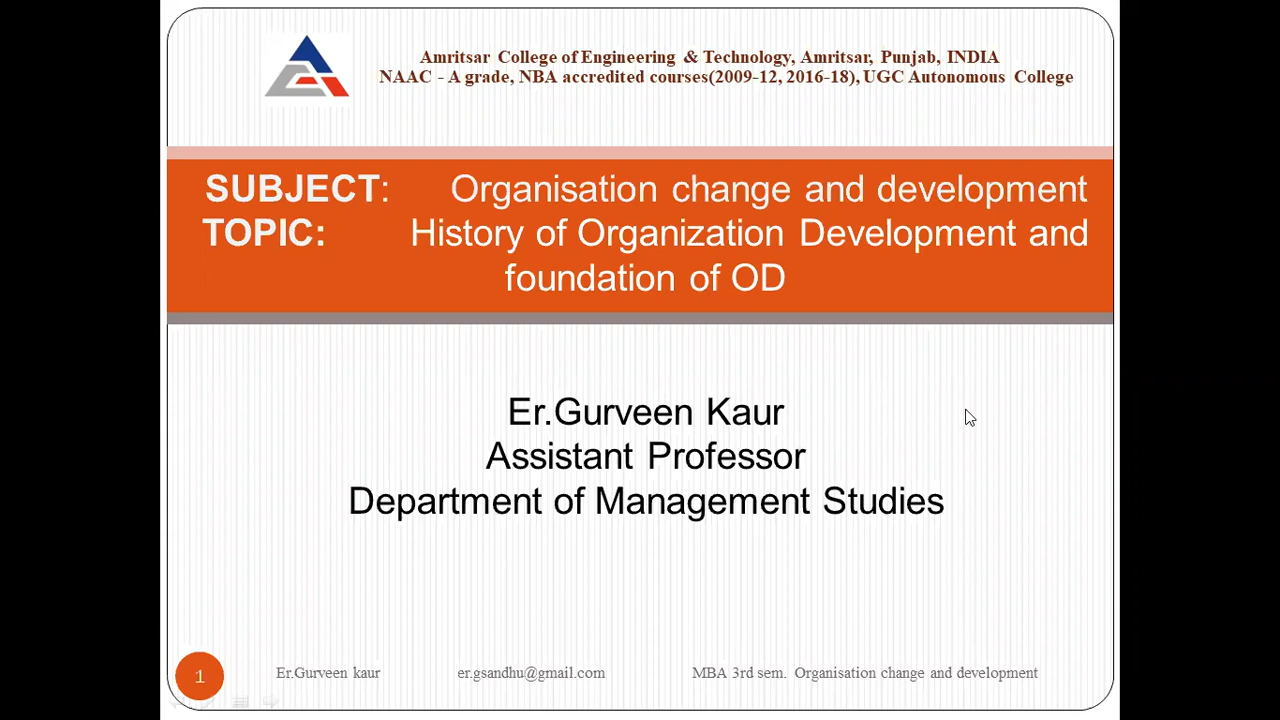 Amritsar College of Engineering & Technology, Amritsar, Punjab, INDIA
NAAC - A grade, NBA accredited courses(2009-12, 2016-18), UGC Autonomous College
SUBJECT: Organisation change and development
TOPIC: History of Organization Development and
foundation of OD
Er.Gurveen Kaur
Assistant Professor
Department of Management Studies
1 Er.Gurveen kaur er.gsandhu@gmail.com MBA 3rd sem. Organisation change and development